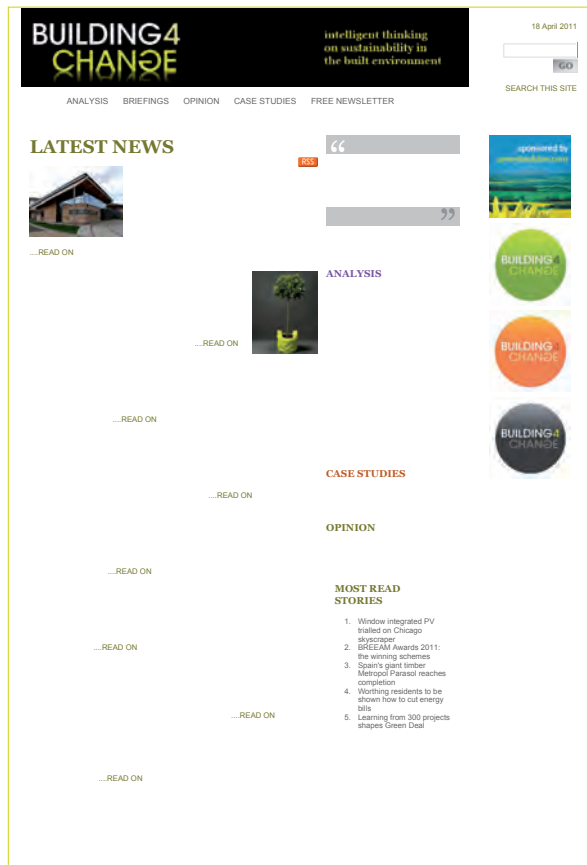 BUILDING4
CHANGE
intelligent thinking
on sustainability in
the built environment
18 April 2011
GO
SEARCH THIS SITE
ANALYSIS BRIEFINGS OPINION CASE STUDIES FREE NEWSLETTER
LATEST NEWS
RSS
....READ ON
....READ ON
....READ ON
....READ ON
....READ ON
....READ ON
....READ ON
....READ ON
“
”
ANALYSIS
CASE STUDIES
OPINION
MOST READ
STORIES
1. Window integrated PV
trialled on Chicago
skyscraper
2. BREEAM Awards 2011:
the winning schemes
3. Spain's giant timber
Metropol Parasol reaches
completion
4. Worthing residents to be
shown how to cut energy
bills
5. Learning from 300 projects
shapes Green Deal
sponsored by
BUILDING4
CHANGE
BUILDING4
CHANGE
BUILDING4
CHANGE